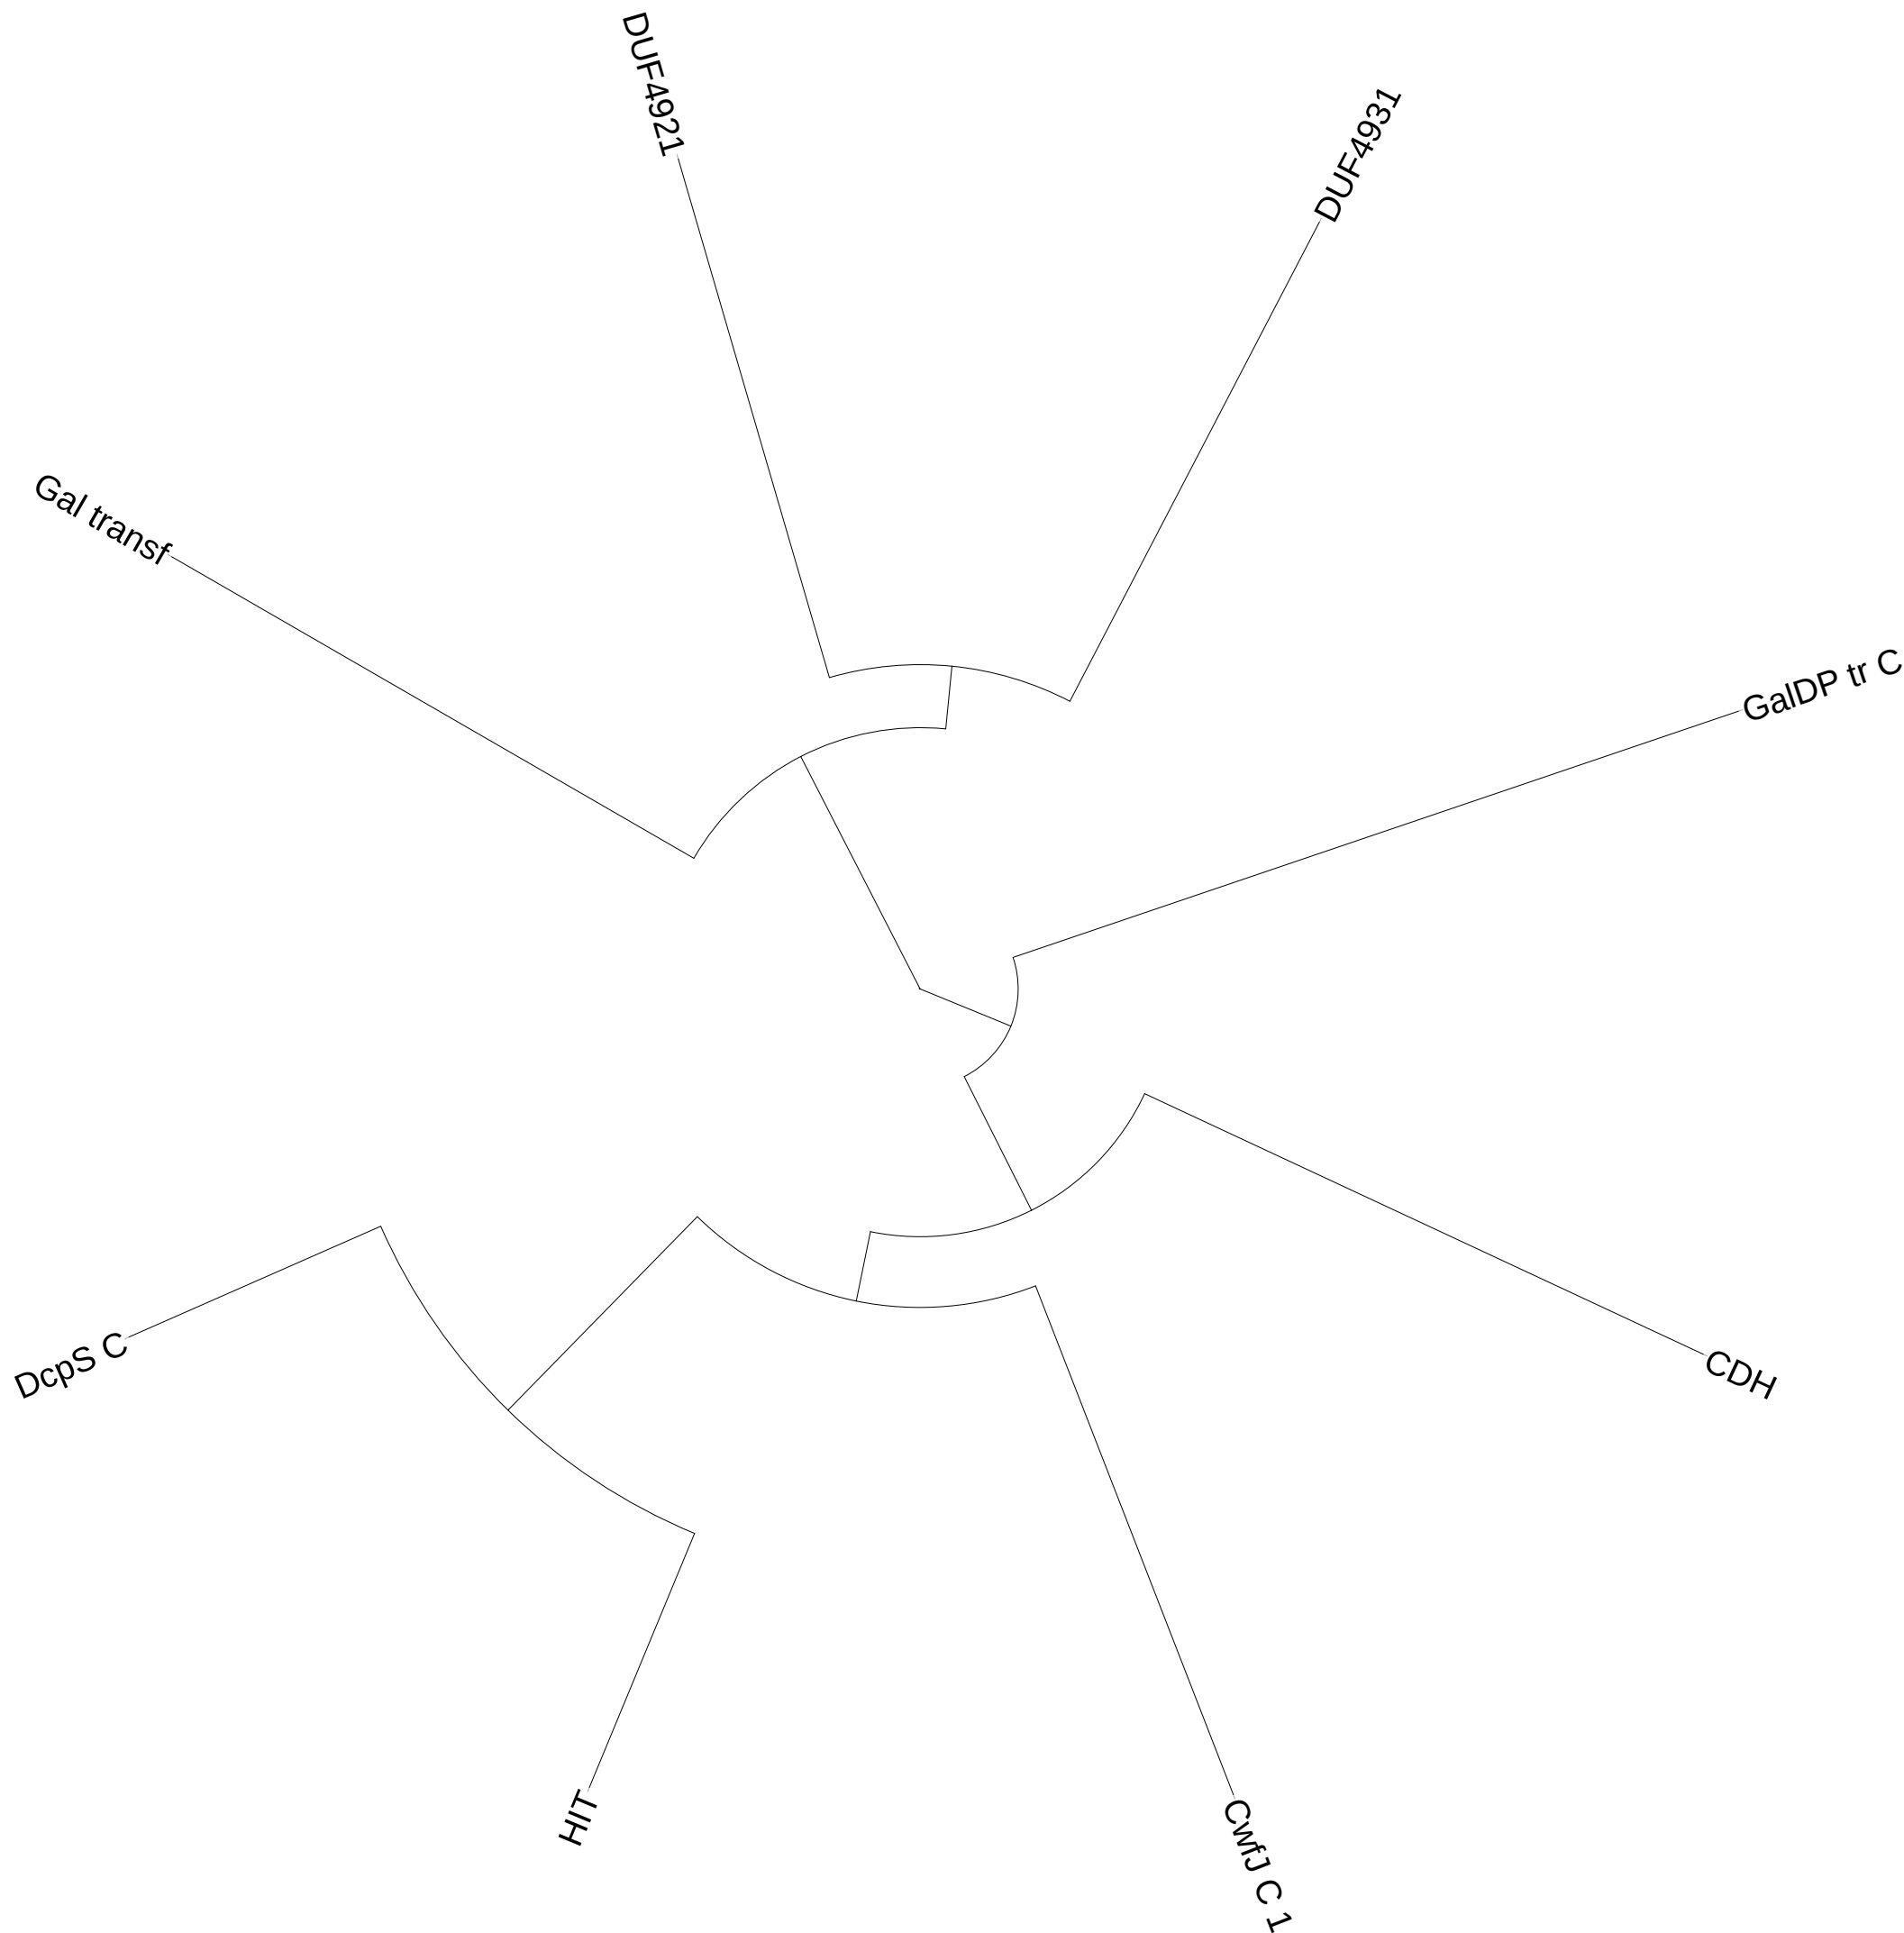 DUF4921
DUF4931
Gal transf
GalDP tr C
Dcps C
CDH
HIT
CwfJ C 1